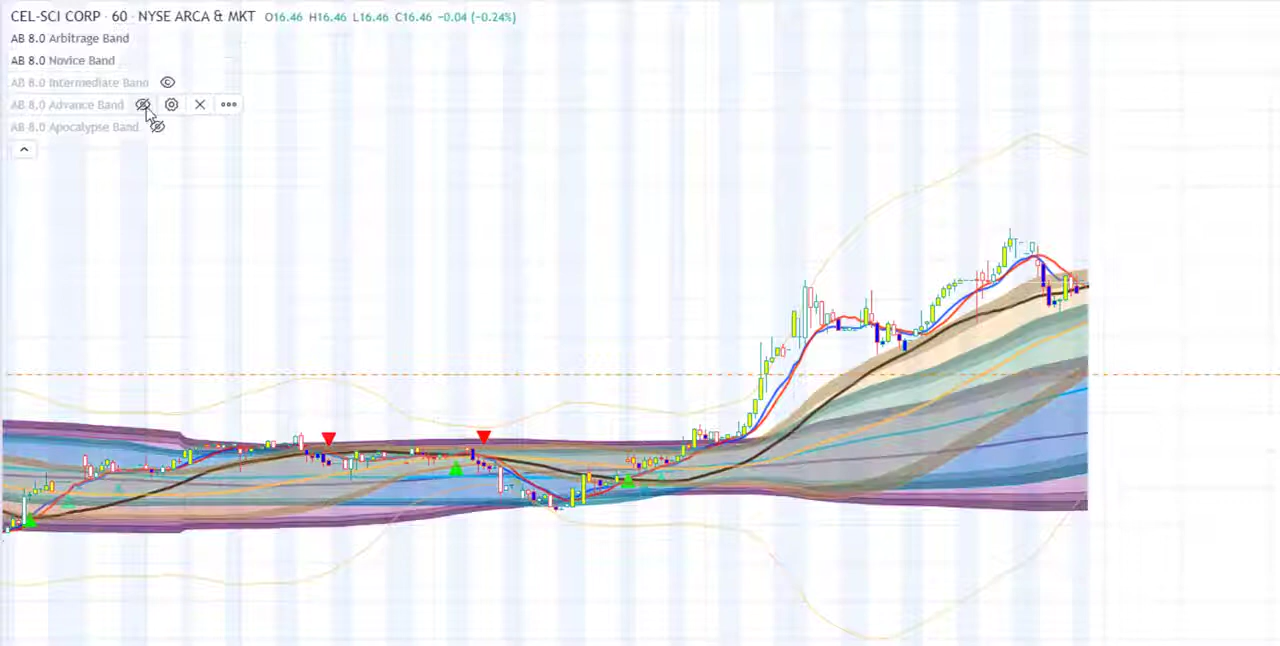 CEL-SCI CORP · 60 · NYSE ARCA & MKT O16.46 H16.46 L16.46 C16.46 −0.04 (−0.24%)
AB 8.0 Arbitrage Band
AB 8.0 Novice Band
AB 8.0 Intermediate Band
AB 8.0 Advance Band
AB 8.0 Apocalypse Band